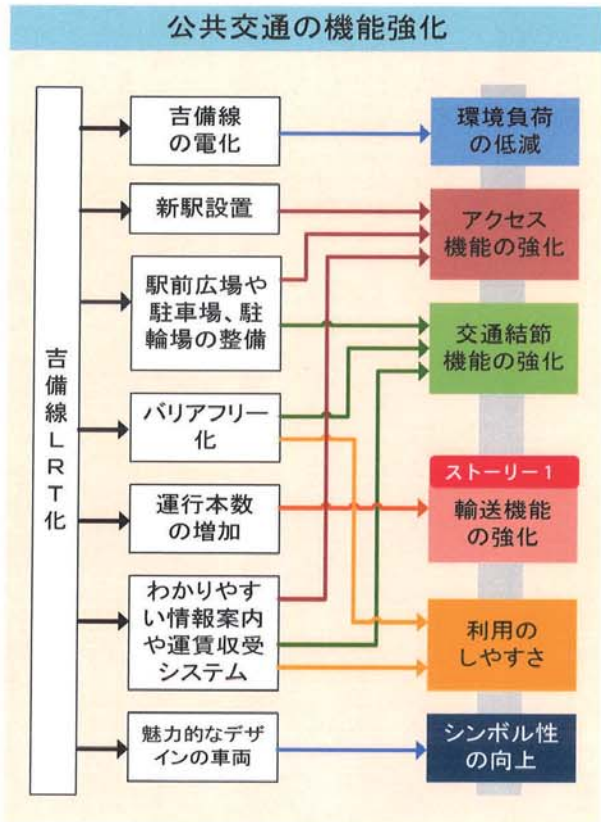 公共交通の機能強化
吉備線LRT化
吉備線
の電化
新駅設置
駅前広場や
駐車場、駐
輪場の整備
バリアフリー
化
運行本数
の増加
わかりやす
い情報案内
や運賃収受
システム
魅力的なデザ
インの車両
環境負荷
の低減
アクセス
機能の強化
交通結節
機能の強化
ストーリー1
輸送機能
の強化
利用の
しやすさ
シンボル性
の向上